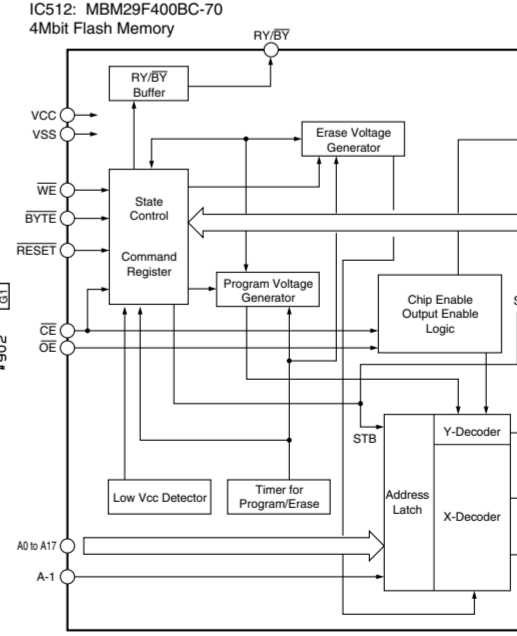 IC512: MBM29F400BC-70
4Mbit Flash Memory
RY/BY
RY/BY
Buffer
VCC
VSS
Erase Voltage
Generator
WE
BYTE
RESET
State
Control
Command
Register
Program Voltage
Generator
Chip Enable
Output Enable
Logic
G1
S
CE
OE
STB
Y-Decoder
Low Vcc Detector
Timer for
Program/Erase
Address
Latch
X-Decoder
A0 to A17
A-1